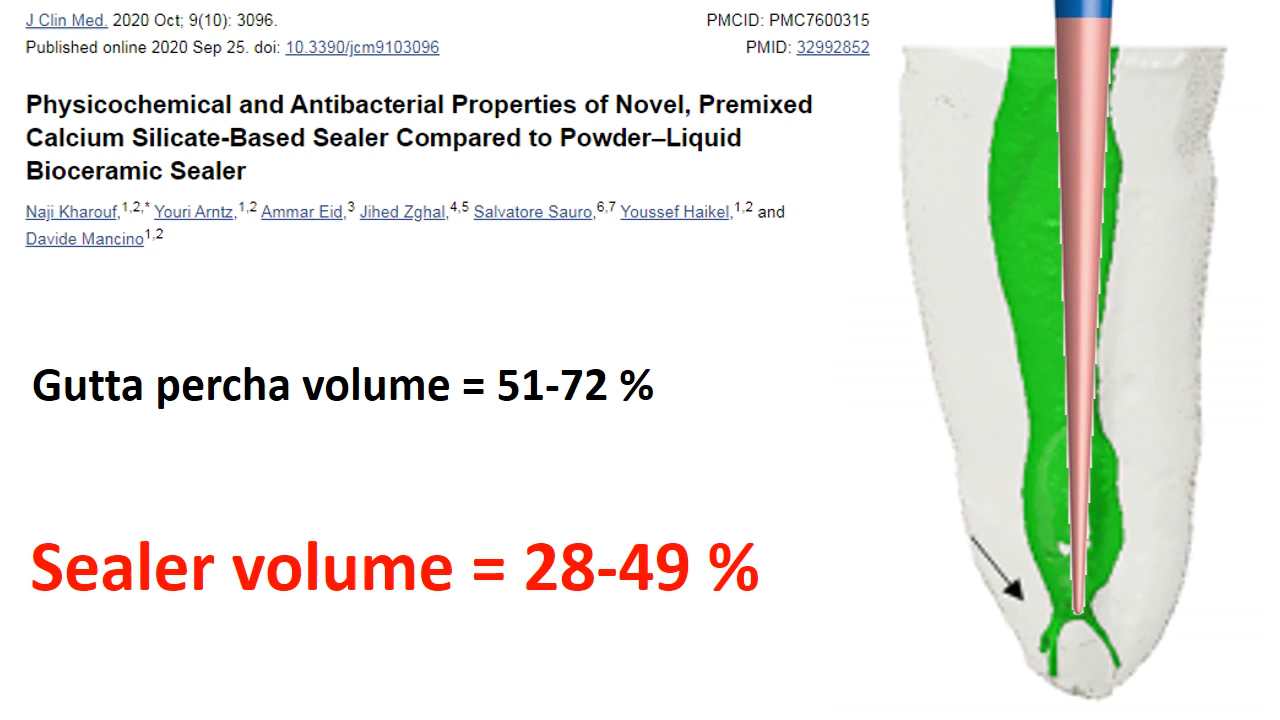 J Clin Med. 2020 Oct; 9(10): 3096.
PMCID: PMC7600315
Published online 2020 Sep 25. doi: 10.3390/jcm9103096
PMID: 32992852
Physicochemical and Antibacterial Properties of Novel, Premixed
Calcium Silicate-Based Sealer Compared to Powder–Liquid
Bioceramic Sealer
Naji Kharouf,1,2,* Youri Arntz,1,2 Ammar Eid,3 Jihed Zghal,4,5 Salvatore Sauro,6,7 Youssef Haikel,1,2 and
Davide Mancino1,2
Gutta percha volume = 51-72 %
Sealer volume = 28-49 %